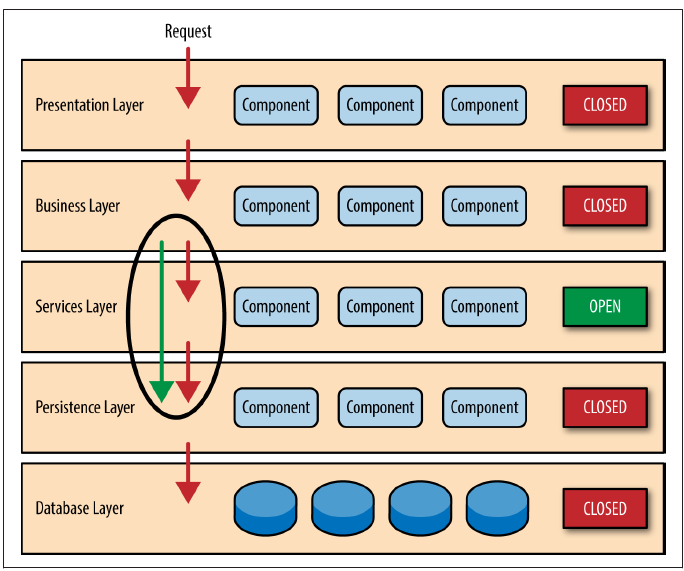 Request
Presentation Layer Component Component Component CLOSED
Business Layer Component Component Component CLOSED
Services Layer Component Component Component OPEN
Persistence Layer Component Component Component CLOSED
Database Layer CLOSED